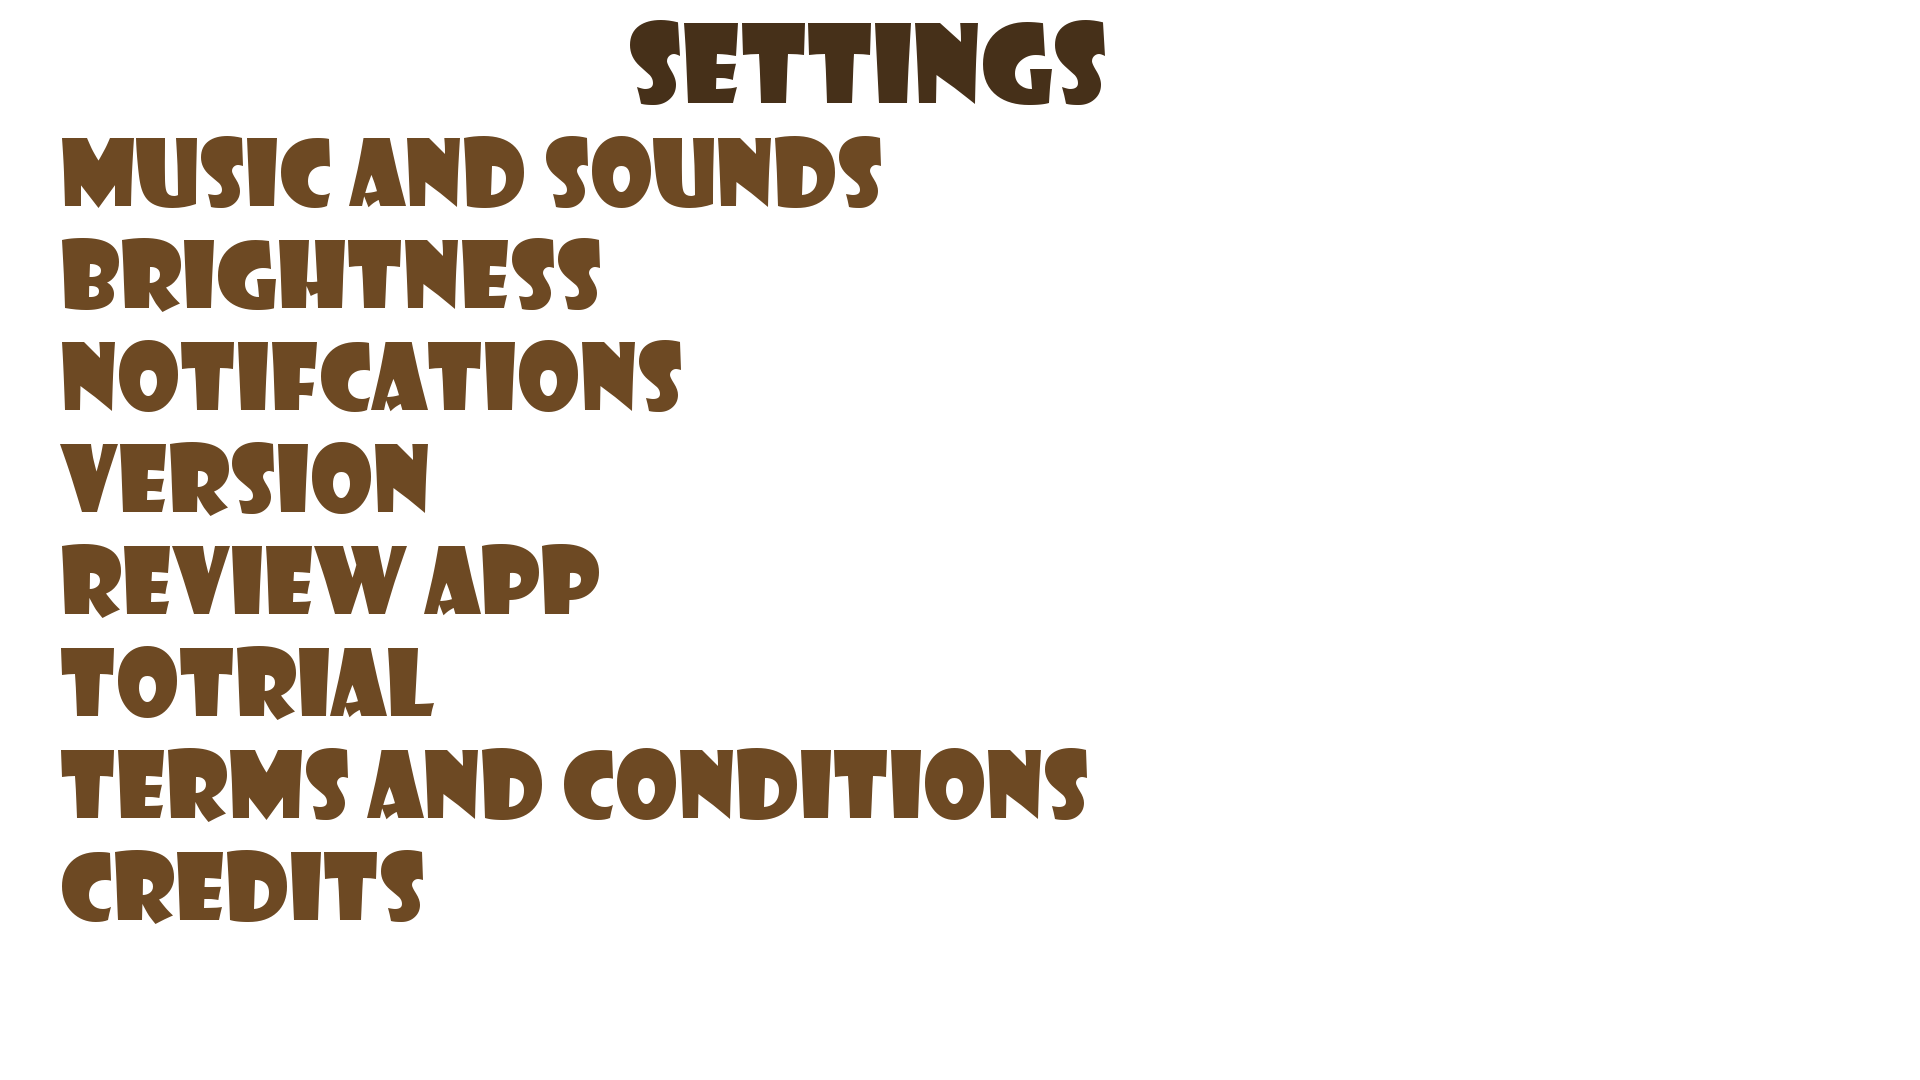 SETTINGS
MUSIC AND SOUNDS
BRIGHTNESS
NOTIFCATIONS
VERSION
REVIEW APP
TOTRIAL
TERMS AND CONDITIONS
CREDITS